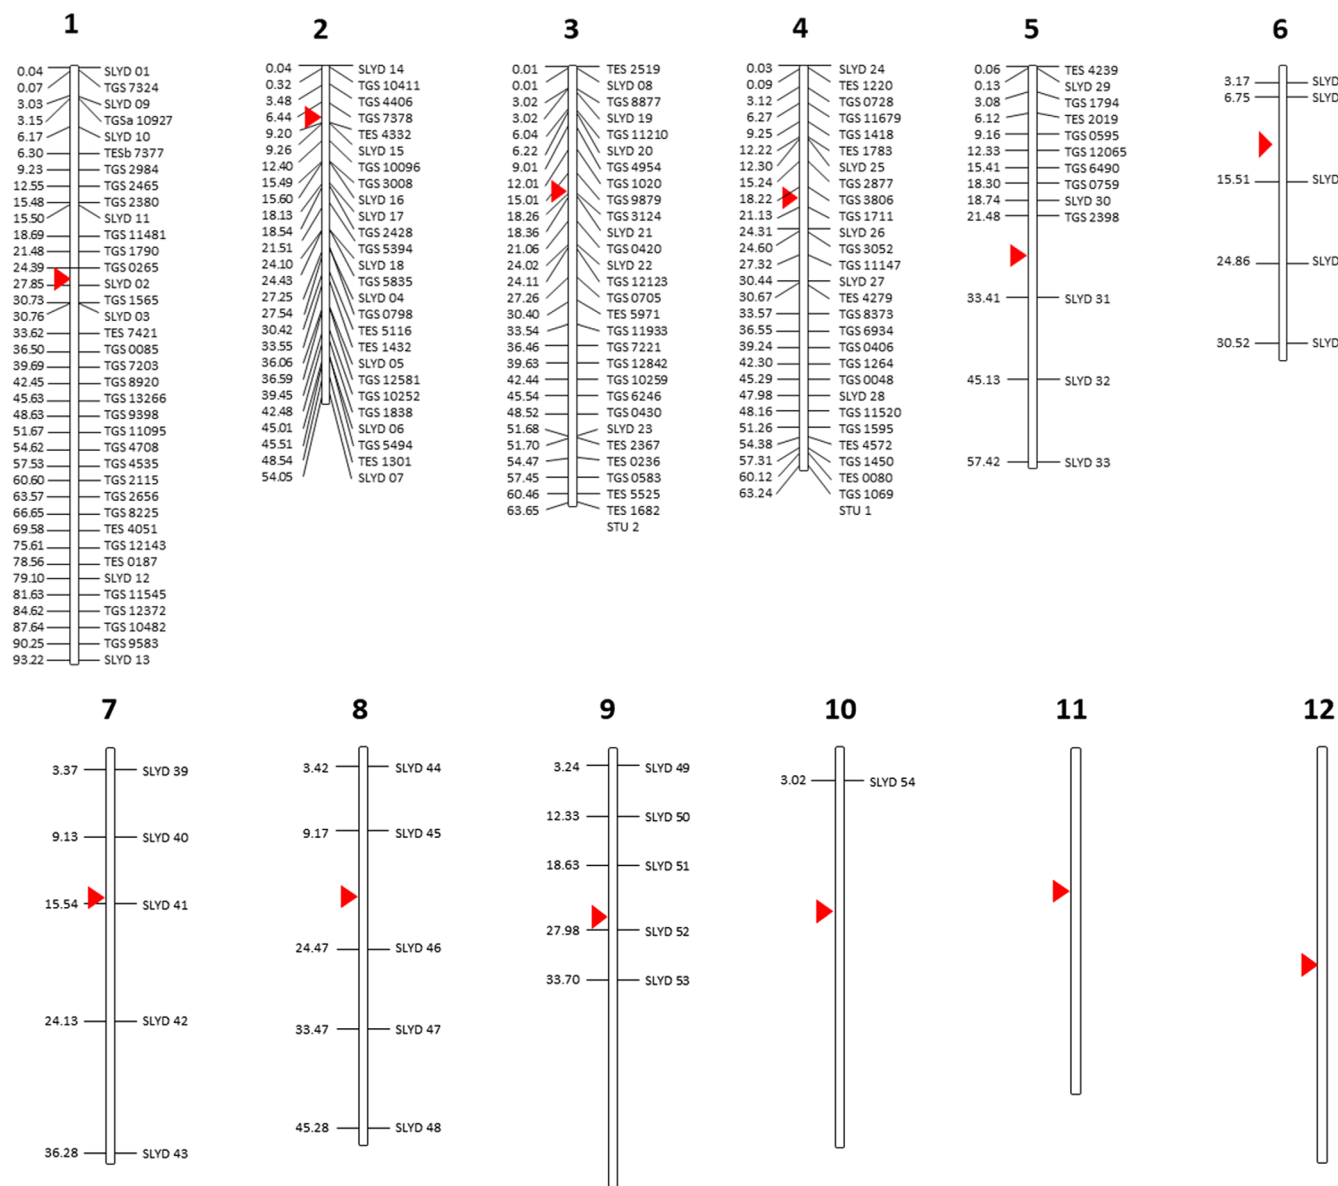 1
0.04 SLYD 01
0.07 TGS 7324
3.03 SLYD 09
3.15 TGSa 10927
6.17 SLYD 10
6.30 TESb 7377
9.23 TGS 2984
12.55 TGS 2465
15.48 TGS 2380
15.50 SLYD 11
18.69 TGS 11481
21.48 TGS 1790
24.39 TGS 0265
27.85 SLYD 02
30.73 TGS 1565
30.76 SLYD 03
33.62 TES 7421
36.50 TGS 0085
39.69 TGS 7203
42.45 TGS 8920
45.63 TGS 13266
48.63 TGS 9398
51.67 TGS 11095
54.62 TGS 4708
57.53 TGS 4535
60.60 TGS 2115
63.57 TGS 2656
66.65 TGS 8225
69.58 TES 4051
75.61 TGS 12143
78.56 TES 0187
79.10 SLYD 12
81.63 TGS 11545
84.62 TGS 12372
87.64 TGS 10482
90.25 TGS 9583
93.22 SLYD 13
2
0.04 SLYD 14
0.32 TGS 10411
3.48 TGS 4406
6.44 TGS 7378
9.20 TES 4332
9.26 SLYD 15
12.40 TGS 10096
15.49 TGS 3008
15.60 SLYD 16
18.13 SLYD 17
18.54 TGS 2428
21.51 TGS 5394
24.10 SLYD 18
24.43 TGS 5835
27.25 SLYD 04
27.54 TGS 0798
30.42 TES 5116
33.55 TES 1432
36.06 SLYD 05
36.59 TGS 12581
39.45 TGS 10252
42.48 TGS 1838
45.01 SLYD 06
45.51 TGS 5494
48.54 TES 1301
54.05 SLYD 07
3
0.01 TES 2519
0.01 SLYD 08
3.02 TGS 8877
3.02 SLYD 19
6.04 TGS 11210
6.22 SLYD 20
9.01 TGS 4954
12.01 TGS 1020
15.01 TGS 9879
18.26 TGS 3124
18.36 SLYD 21
21.06 TGS 0420
24.02 SLYD 22
24.11 TGS 12123
27.26 TGS 0705
30.40 TES 5971
33.54 TGS 11933
36.46 TGS 7221
39.63 TGS 12842
42.44 TGS 10259
45.54 TGS 6246
48.52 TGS 0430
51.68 SLYD 23
51.70 TES 2367
54.47 TES 0236
57.45 TGS 0583
60.46 TES 5525
63.65 TES 1682
STU 2
4
0.03 SLYD 24
0.09 TES 1220
3.12 TGS 0728
6.27 TGS 11679
9.25 TGS 1418
12.22 TES 1783
12.30 SLYD 25
15.24 TGS 2877
18.22 TGS 3806
21.13 TGS 1711
24.31 SLYD 26
24.60 TGS 3052
27.32 TGS 11147
30.44 SLYD 27
30.67 TES 4279
33.57 TGS 8373
36.55 TGS 6934
39.24 TGS 0406
42.30 TGS 1264
45.29 TGS 0048
47.98 SLYD 28
48.16 TGS 11520
51.26 TGS 1595
54.38 TES 4572
57.31 TGS 1450
60.12 TES 0080
63.24 TGS 1069
STU 1
5
0.06 TES 4239
0.13 SLYD 29
3.08 TGS 1794
6.12 TES 2019
9.16 TGS 0595
12.33 TGS 12065
15.41 TGS 6490
18.30 TGS 0759
18.74 SLYD 30
21.48 TGS 2398
33.41 SLYD 31
45.13 SLYD 32
57.42 SLYD 33
6
3.17 SLYD
6.75 SLYD
15.51 SLYD
24.86 SLYD
30.52 SLYD
7
3.37 SLYD 39
9.13 SLYD 40
15.54 SLYD 41
24.13 SLYD 42
36.28 SLYD 43
8
3.42 SLYD 44
9.17 SLYD 45
24.47 SLYD 46
33.47 SLYD 47
45.28 SLYD 48
9
3.24 SLYD 49
12.33 SLYD 50
18.63 SLYD 51
27.98 SLYD 52
33.70 SLYD 53
10
3.02 SLYD 54
11
12